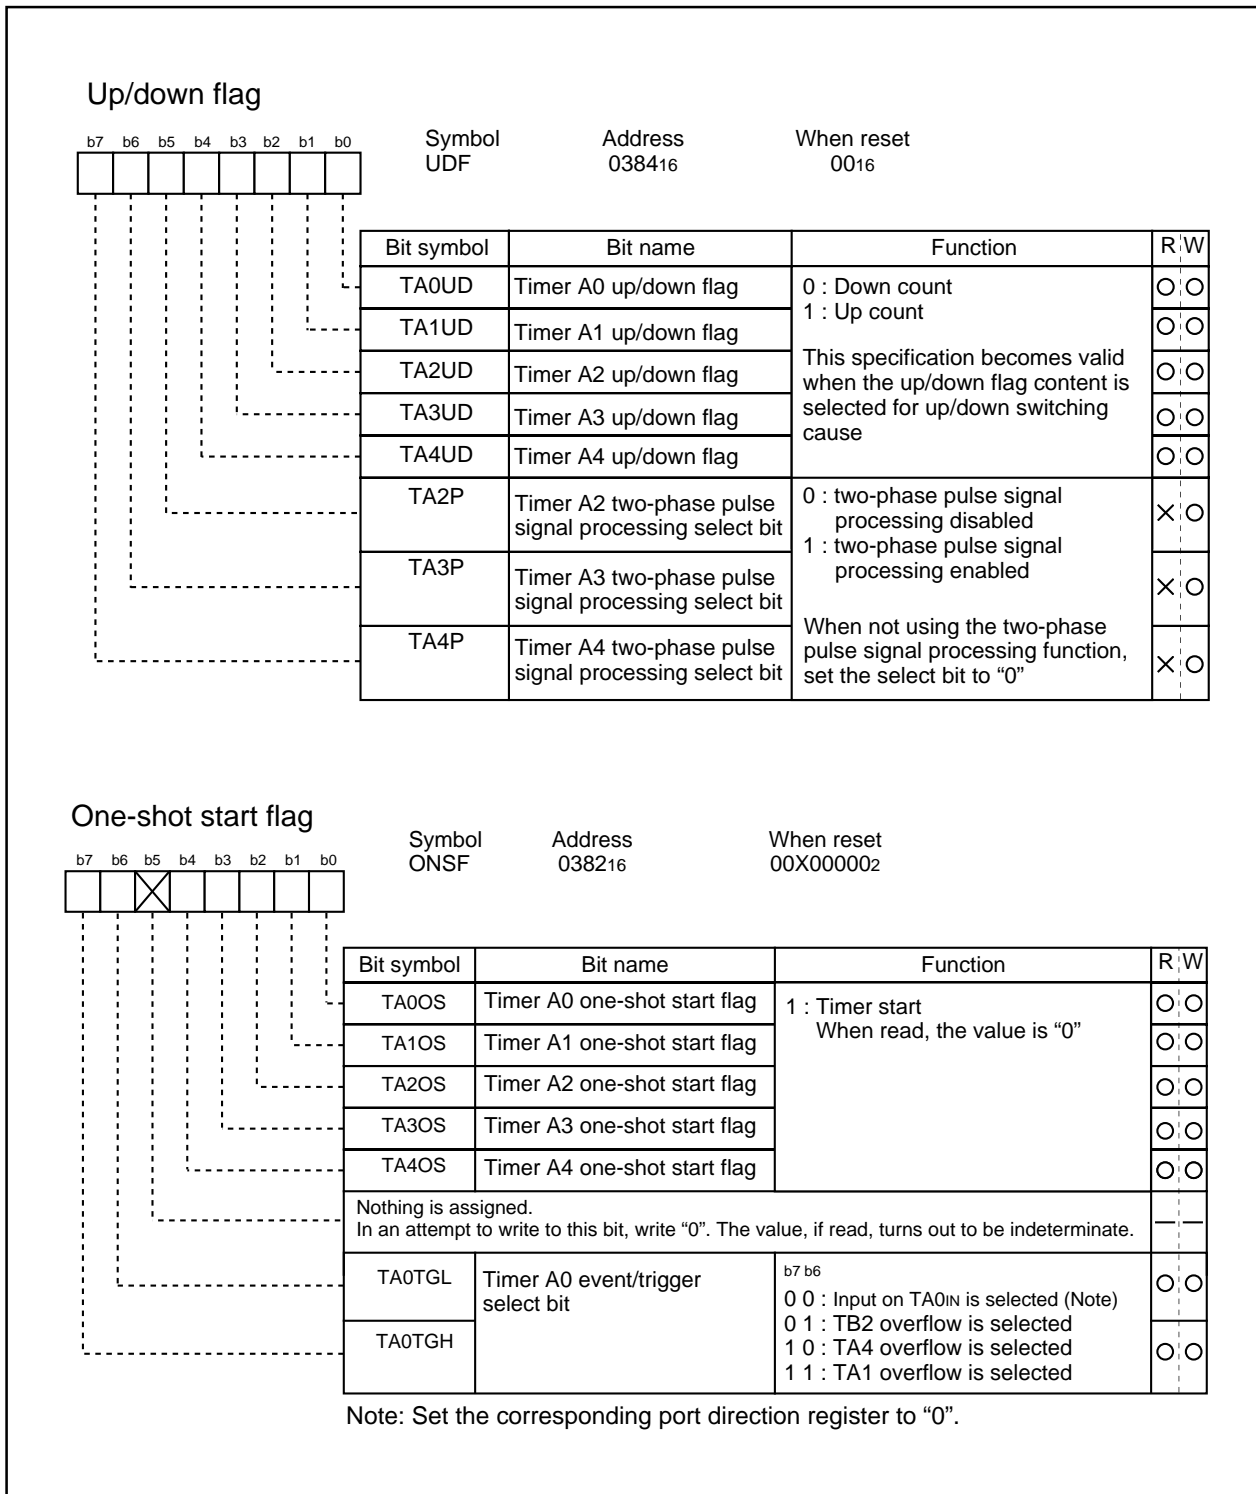 Up/down flag
Symbol Address When reset
UDF 038416 0016
b7 b6 b5 b4 b3 b2 b1 b0
Bit symbol Bit name Function R W
TA0UD Timer A0 up/down flag
TA1UD Timer A1 up/down flag
TA2UD Timer A2 up/down flag
TA3UD Timer A3 up/down flag
TA4UD Timer A4 up/down flag
0 : Down count
1 : Up count
This specification becomes valid
when the up/down flag content is
selected for up/down switching
cause
TA2P Timer A2 two-phase pulse
signal processing select bit
TA3P Timer A3 two-phase pulse
signal processing select bit
TA4P Timer A4 two-phase pulse
signal processing select bit
0 : two-phase pulse signal
processing disabled
1 : two-phase pulse signal
processing enabled
When not using the two-phase
pulse signal processing function,
set the select bit to “0”
One-shot start flag
Symbol Address When reset
ONSF 038216 00X000002
b7 b6 b5 b4 b3 b2 b1 b0
Bit symbol Bit name Function R W
TA0OS Timer A0 one-shot start flag
TA1OS Timer A1 one-shot start flag
TA2OS Timer A2 one-shot start flag
TA3OS Timer A3 one-shot start flag
TA4OS Timer A4 one-shot start flag
1 : Timer start
When read, the value is “0”
Nothing is assigned.
In an attempt to write to this bit, write “0”. The value, if read, turns out to be indeterminate.
TA0TGL Timer A0 event/trigger
select bit
TA0TGH
b7 b6
0 0 : Input on TA0IN is selected (Note)
0 1 : TB2 overflow is selected
1 0 : TA4 overflow is selected
1 1 : TA1 overflow is selected
Note: Set the corresponding port direction register to “0”.